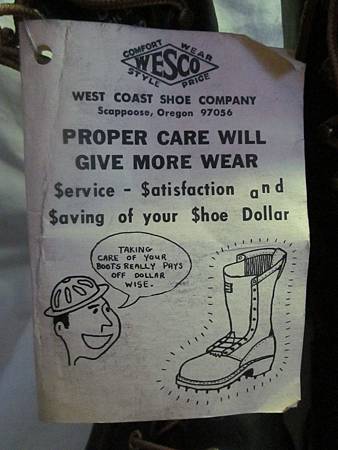 COMFORT WEAR
WESCO
STYLE PRICE
WEST COAST SHOE COMPANY
Scappoose, Oregon 97056
PROPER CARE WILL
GIVE MORE WEAR
$ervice - $atisfaction and
$aving of your $hoe Dollar
TAKING
CARE OF YOUR
BOOTS REALLY PAYS
OFF DOLLAR
WISE.